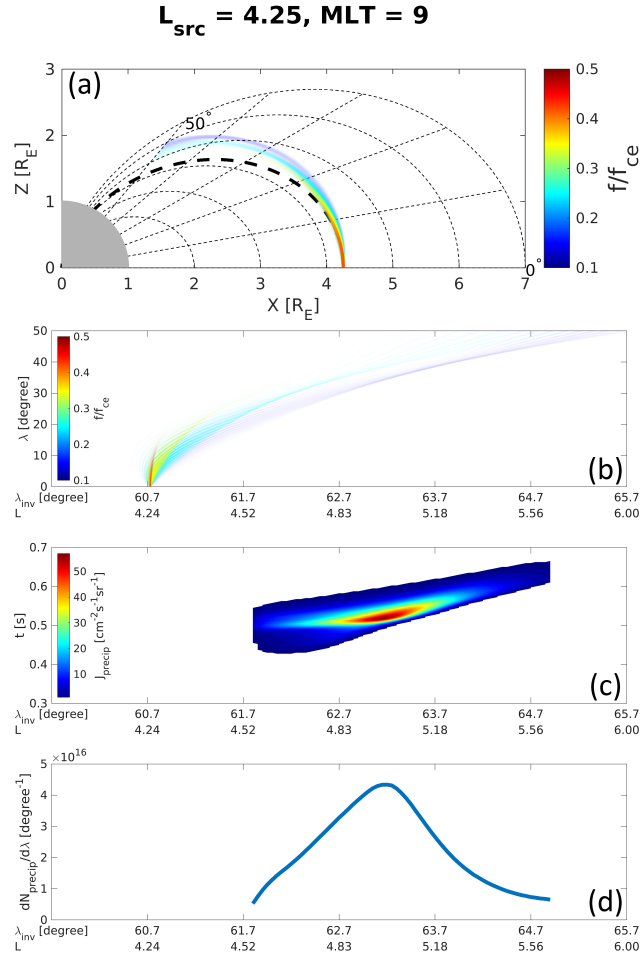 L_src = 4.25, MLT = 9
(a)
Z [R_E]
3
2
1
0
50°
0°
0 1 2 3 4 5 6 7
X [R_E]
0.5
0.4
0.3
0.2
0.1
f/f_ce
λ [degree]
50
40
30
20
10
0
0.5
0.4
0.3
0.2
0.1
f/f_ce
(b)
λ_inv [degree] 60.7 61.7 62.7 63.7 64.7 65.7
L 4.24 4.52 4.83 5.18 5.56 6.00
t [s]
0.7
0.6
0.5
0.4
0.3
50
40
30
20
10
J_precip [cm⁻²s⁻¹sr⁻¹]
(c)
λ_inv [degree] 60.7 61.7 62.7 63.7 64.7 65.7
L 4.24 4.52 4.83 5.18 5.56 6.00
×10¹⁶
dN_precip/dλ [degree⁻¹]
5
4
3
2
1
0
(d)
λ_inv [degree] 60.7 61.7 62.7 63.7 64.7 65.7
L 4.24 4.52 4.83 5.18 5.56 6.00